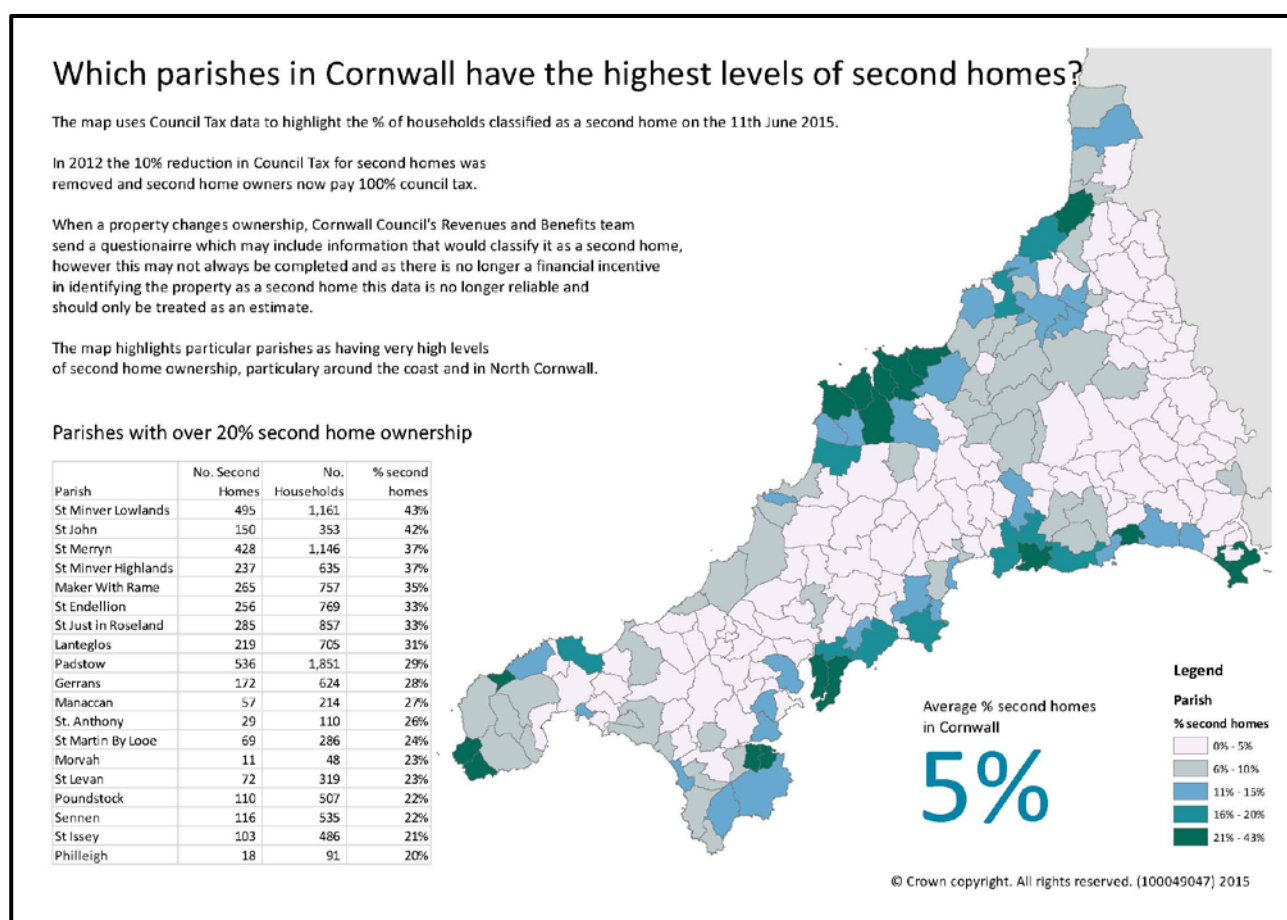 Which parishes in Cornwall have the highest levels of second homes?
The map uses Council Tax data to highlight the % of households classified as a second home on the 11th June 2015.
In 2012 the 10% reduction in Council Tax for second homes was
removed and second home owners now pay 100% council tax.
When a property changes ownership, Cornwall Council's Revenues and Benefits team
send a questionairre which may include information that would classify it as a second home,
however this may not always be completed and as there is no longer a financial incentive
in identifying the property as a second home this data is no longer reliable and
should only be treated as an estimate.
The map highlights particular parishes as having very high levels
of second home ownership, particulary around the coast and in North Cornwall.
Parishes with over 20% second home ownership
No. Second No. % second
Parish Homes Households homes
St Minver Lowlands 495 1,161 43%
St John 150 353 42%
St Merryn 428 1,146 37%
St Minver Highlands 237 635 37%
Maker With Rame 265 757 35%
St Endellion 256 769 33%
St Just in Roseland 285 857 33%
Lanteglos 219 705 31%
Padstow 536 1,851 29%
Gerrans 172 624 28%
Manaccan 57 214 27%
St. Anthony 29 110 26%
St Martin By Looe 69 286 24%
Morvah 11 48 23%
St Levan 72 319 23%
Poundstock 110 507 22%
Sennen 116 535 22%
St Issey 103 486 21%
Philleigh 18 91 20%
Average % second homes
in Cornwall
5%
Legend
Parish
% second homes
0% - 5%
6% - 10%
11% - 15%
16% - 20%
21% - 43%
© Crown copyright. All rights reserved. (100049047) 2015